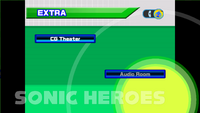 EXTRA
CG Theater
Audio Room
SONIC HEROES